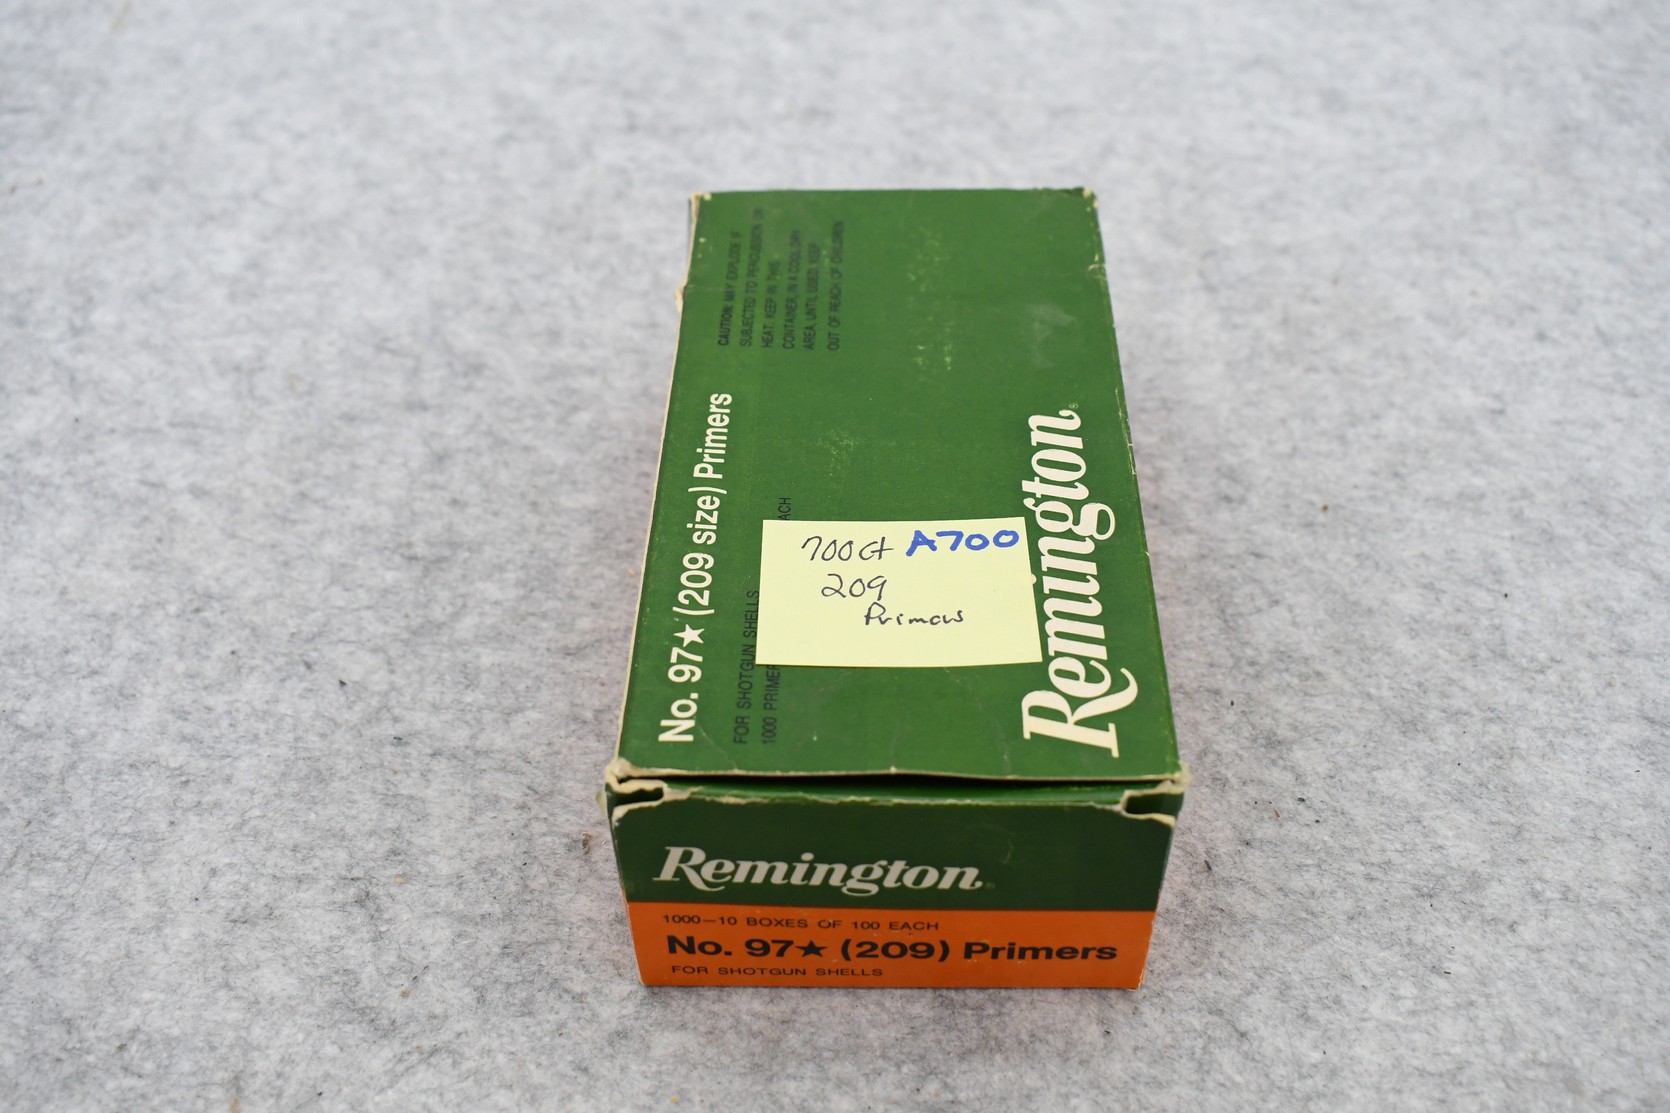 No. 97★ (209 size) Primers
FOR SHOTGUN SHELLS
1000 PRIMER
ACH
CAUTION: MAY EXPLODE IF
SUBJECTED TO PERCUSSION OR
HEAT. KEEP IN THIS
CONTAINER, IN A COOL, DRY
AREA, UNTIL USED. KEEP
OUT OF REACH OF CHILDREN
700 ct A700
209
Primers
Remington®
Remington®
1000—10 BOXES OF 100 EACH
No. 97★ (209) Primers
FOR SHOTGUN SHELLS